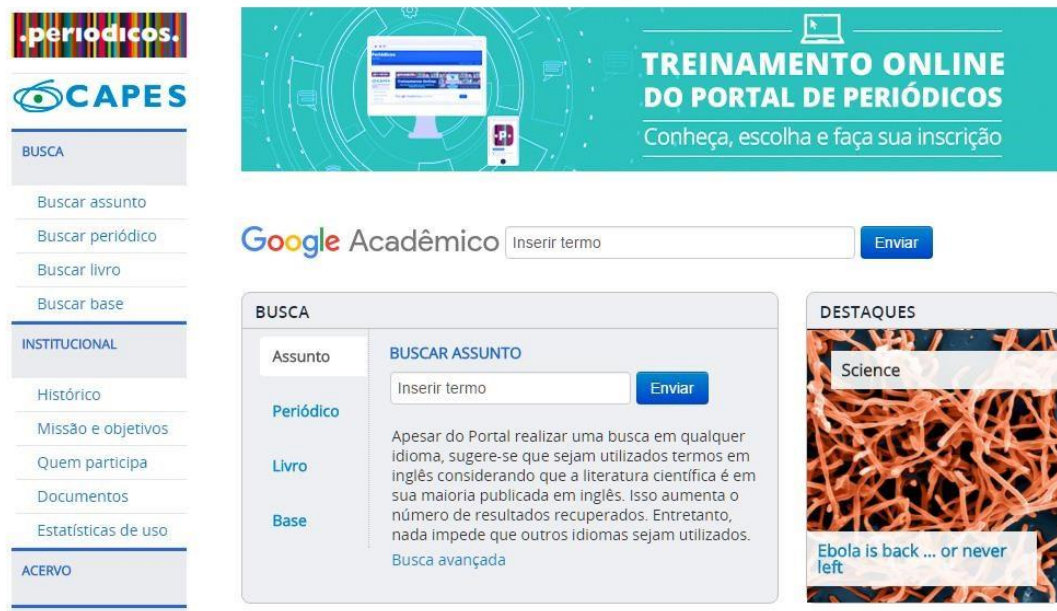 .periodicos.
CAPES
BUSCA
Buscar assunto
Buscar periódico
Buscar livro
Buscar base
INSTITUCIONAL
Histórico
Missão e objetivos
Quem participa
Documentos
Estatísticas de uso
ACERVO
TREINAMENTO ONLINE
DO PORTAL DE PERIÓDICOS
Conheça, escolha e faça sua inscrição
Google Acadêmico Inserir termo Enviar
BUSCA
Assunto
Periódico
Livro
Base
BUSCAR ASSUNTO
Inserir termo Enviar
Apesar do Portal realizar uma busca em qualquer
idioma, sugere-se que sejam utilizados termos em
inglês considerando que a literatura científica é em
sua maioria publicada em inglês. Isso aumenta o
número de resultados recuperados. Entretanto,
nada impede que outros idiomas sejam utilizados.
Busca avançada
DESTAQUES
Science
Ebola is back ... or never
left